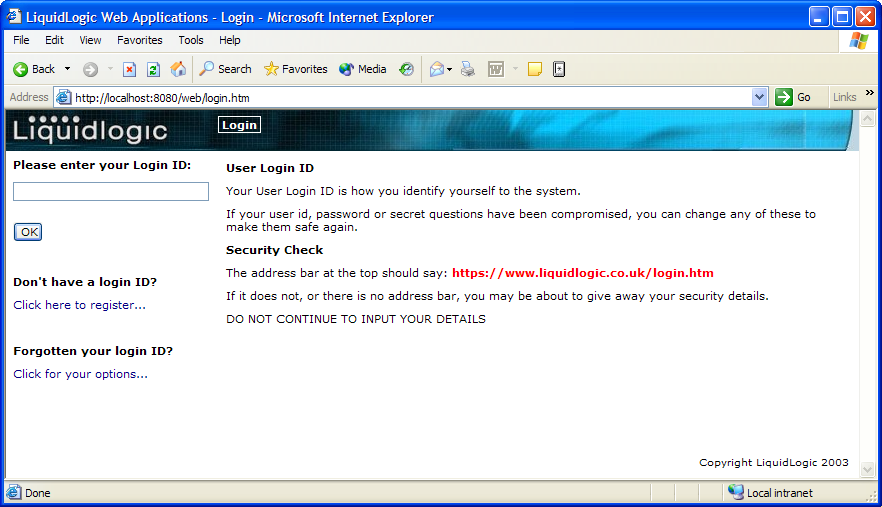 LiquidLogic Web Applications - Login - Microsoft Internet Explorer
File Edit View Favorites Tools Help
Back Search Favorites Media
Address http://localhost:8080/web/login.htm Go Links »
Liquidlogic Login
Please enter your Login ID:
OK
Don't have a login ID?
Click here to register...
Forgotten your login ID?
Click for your options...
User Login ID
Your User Login ID is how you identify yourself to the system.
If your user id, password or secret questions have been compromised, you can change any of these to
make them safe again.
Security Check
The address bar at the top should say: https://www.liquidlogic.co.uk/login.htm
If it does not, or there is no address bar, you may be about to give away your security details.
DO NOT CONTINUE TO INPUT YOUR DETAILS
Copyright LiquidLogic 2003
Done Local intranet